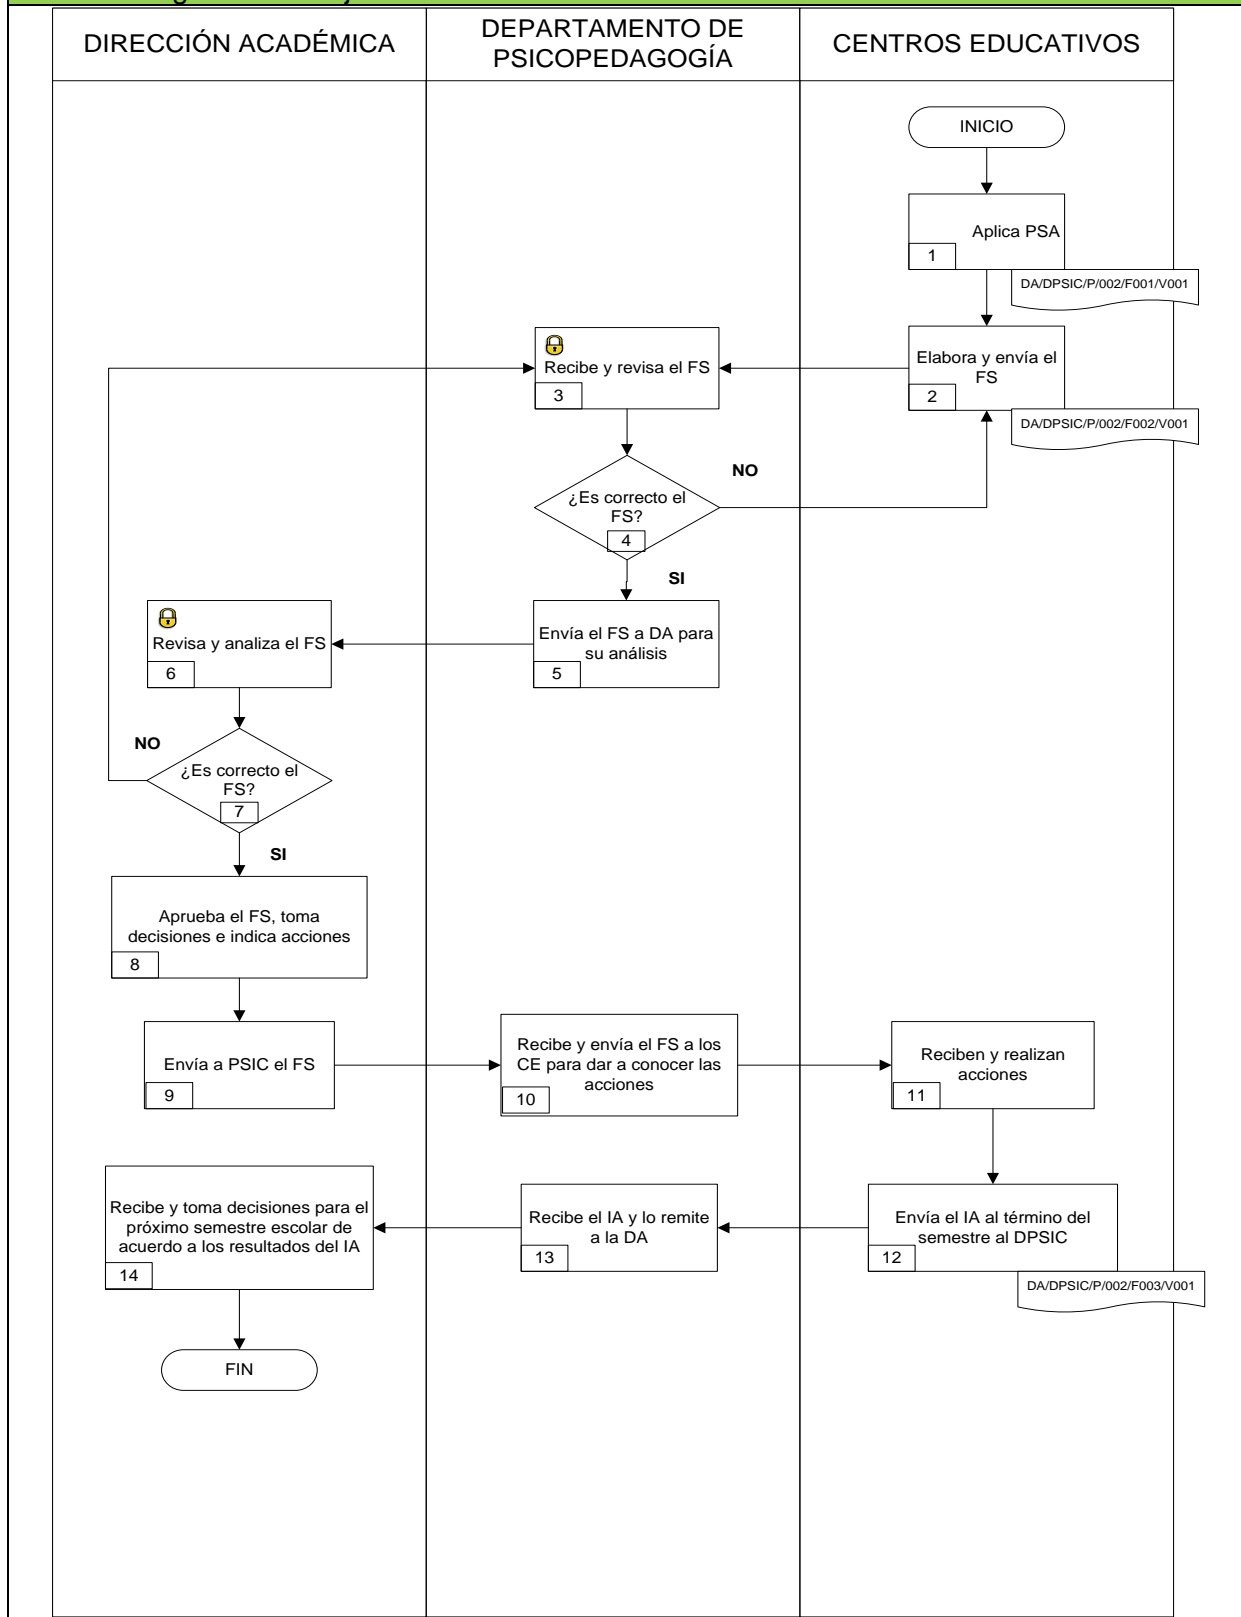 DIRECCIÓN ACADÉMICA
DEPARTAMENTO DE
PSICOPEDAGOGÍA
CENTROS EDUCATIVOS
INICIO
Aplica PSA
1
DA/DPSIC/P/002/F001/V001
Elabora y envía el
FS
2
DA/DPSIC/P/002/F002/V001
Recibe y revisa el FS
3
¿Es correcto el
FS?
4
NO
SI
Envía el FS a DA para
su análisis
5
Revisa y analiza el FS
6
¿Es correcto el
FS?
7
NO
SI
Aprueba el FS, toma
decisiones e indica acciones
8
Envía a PSIC el FS
9
Recibe y envía el FS a los
CE para dar a conocer las
acciones
10
Reciben y realizan
acciones
11
Envía el IA al término del
semestre al DPSIC
12
DA/DPSIC/P/002/F003/V001
Recibe el IA y lo remite
a la DA
13
Recibe y toma decisiones para el
próximo semestre escolar de
acuerdo a los resultados del IA
14
FIN